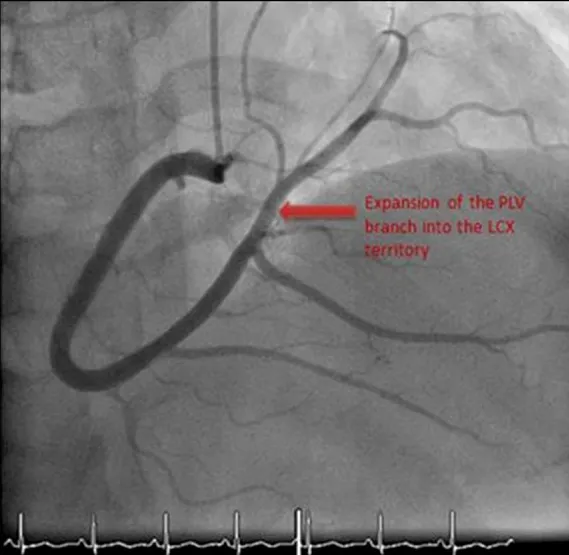 Expansion of the PLV
branch into the LCX
territory